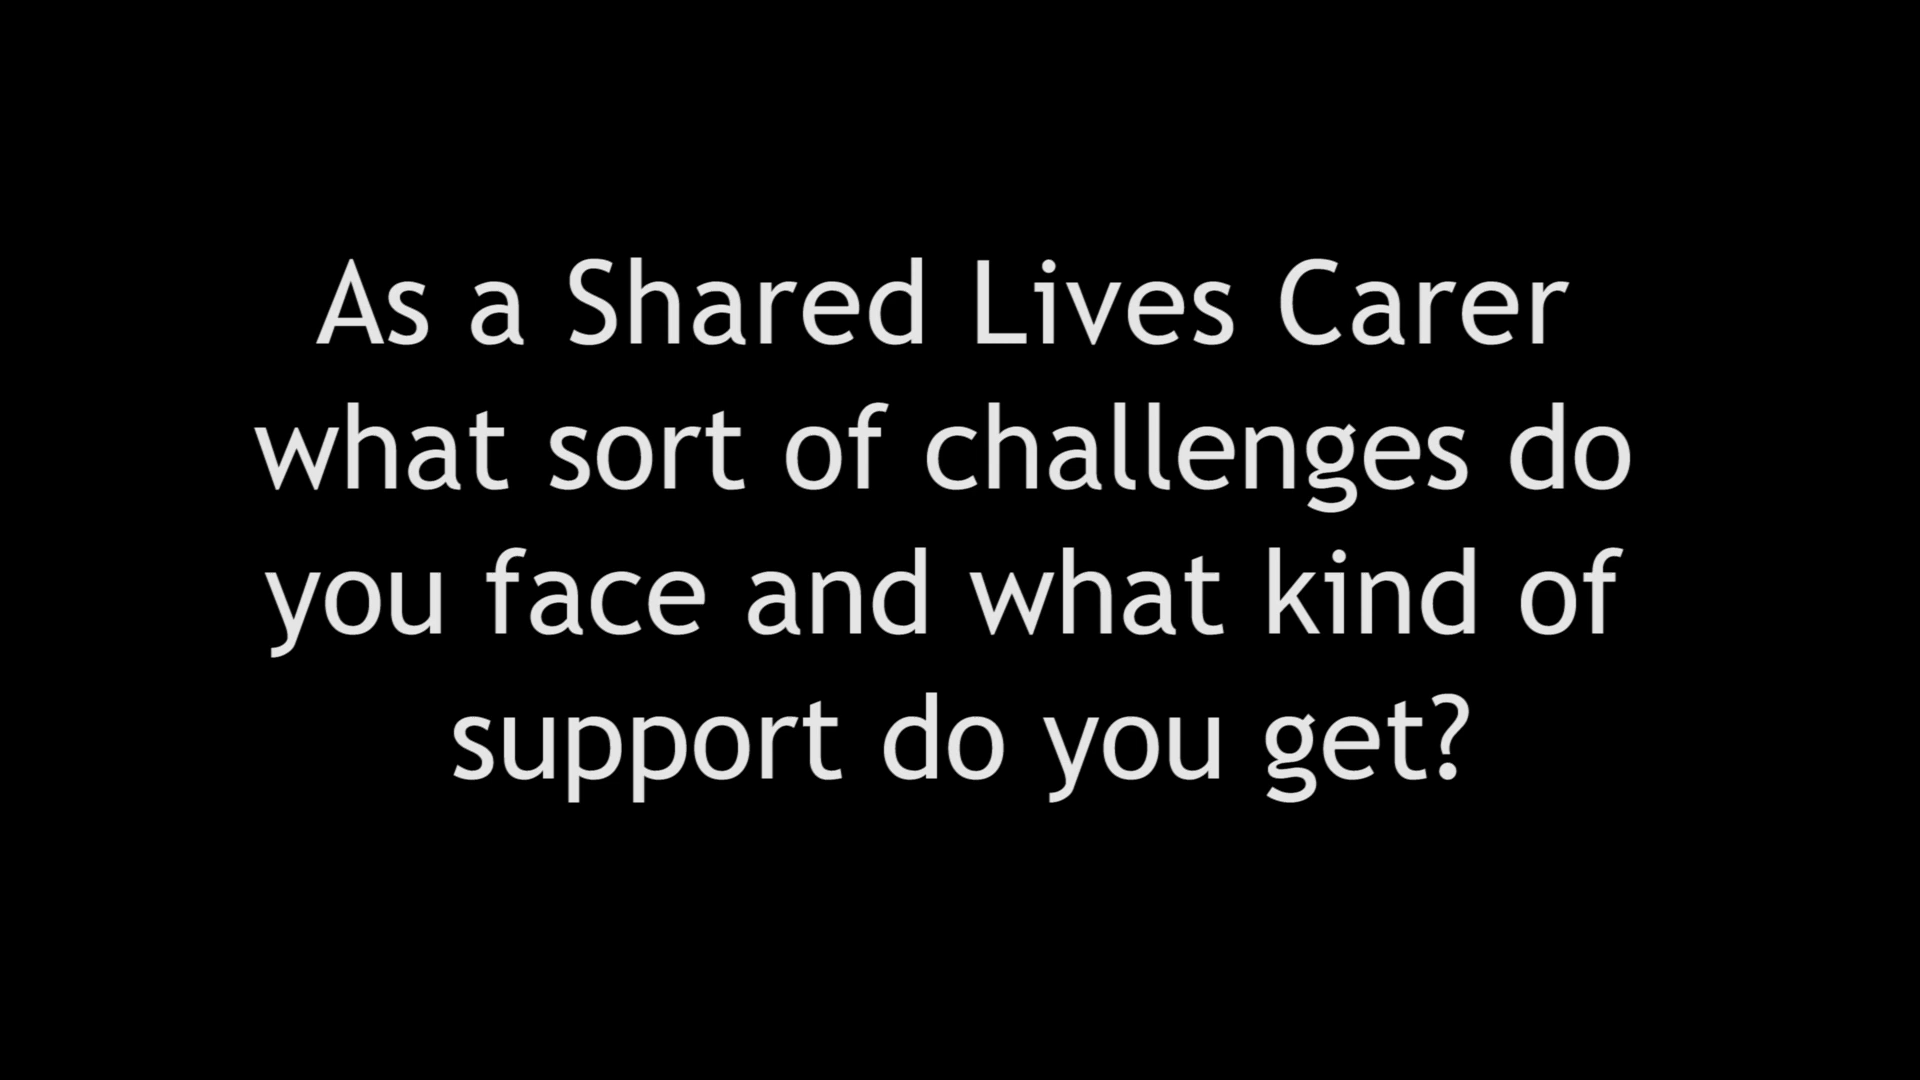 As a Shared Lives Carer
what sort of challenges do
you face and what kind of
support do you get?